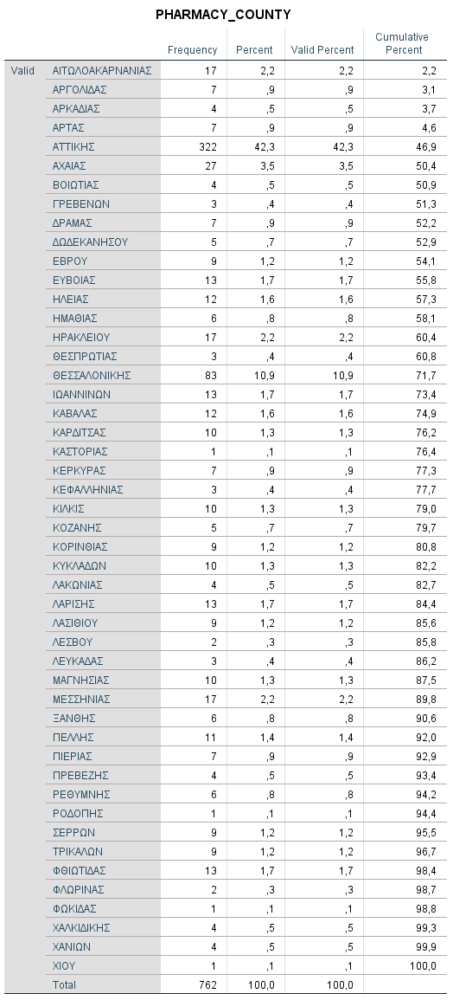 PHARMACY_COUNTY
Frequency Percent Valid Percent Cumulative Percent
Valid ΑΙΤΩΛΟΑΚΑΡΝΑΝΙΑΣ 17 2,2 2,2 2,2
ΑΡΓΟΛΙΔΑΣ 7 ,9 ,9 3,1
ΑΡΚΑΔΙΑΣ 4 ,5 ,5 3,7
ΑΡΤΑΣ 7 ,9 ,9 4,6
ΑΤΤΙΚΗΣ 322 42,3 42,3 46,9
ΑΧΑΙΑΣ 27 3,5 3,5 50,4
ΒΟΙΩΤΙΑΣ 4 ,5 ,5 50,9
ΓΡΕΒΕΝΩΝ 3 ,4 ,4 51,3
ΔΡΑΜΑΣ 7 ,9 ,9 52,2
ΔΩΔΕΚΑΝΗΣΟΥ 5 ,7 ,7 52,9
ΕΒΡΟΥ 9 1,2 1,2 54,1
ΕΥΒΟΙΑΣ 13 1,7 1,7 55,8
ΗΛΕΙΑΣ 12 1,6 1,6 57,3
ΗΜΑΘΙΑΣ 6 ,8 ,8 58,1
ΗΡΑΚΛΕΙΟΥ 17 2,2 2,2 60,4
ΘΕΣΠΡΩΤΙΑΣ 3 ,4 ,4 60,8
ΘΕΣΣΑΛΟΝΙΚΗΣ 83 10,9 10,9 71,7
ΙΩΑΝΝΙΝΩΝ 13 1,7 1,7 73,4
ΚΑΒΑΛΑΣ 12 1,6 1,6 74,9
ΚΑΡΔΙΤΣΑΣ 10 1,3 1,3 76,2
ΚΑΣΤΟΡΙΑΣ 1 ,1 ,1 76,4
ΚΕΡΚΥΡΑΣ 7 ,9 ,9 77,3
ΚΕΦΑΛΛΗΝΙΑΣ 3 ,4 ,4 77,7
ΚΙΛΚΙΣ 10 1,3 1,3 79,0
ΚΟΖΑΝΗΣ 5 ,7 ,7 79,7
ΚΟΡΙΝΘΙΑΣ 9 1,2 1,2 80,8
ΚΥΚΛΑΔΩΝ 10 1,3 1,3 82,2
ΛΑΚΩΝΙΑΣ 4 ,5 ,5 82,7
ΛΑΡΙΣΗΣ 13 1,7 1,7 84,4
ΛΑΣΙΘΙΟΥ 9 1,2 1,2 85,6
ΛΕΣΒΟΥ 2 ,3 ,3 85,8
ΛΕΥΚΑΔΑΣ 3 ,4 ,4 86,2
ΜΑΓΝΗΣΙΑΣ 10 1,3 1,3 87,5
ΜΕΣΣΗΝΙΑΣ 17 2,2 2,2 89,8
ΞΑΝΘΗΣ 6 ,8 ,8 90,6
ΠΕΛΛΗΣ 11 1,4 1,4 92,0
ΠΙΕΡΙΑΣ 7 ,9 ,9 92,9
ΠΡΕΒΕΖΗΣ 4 ,5 ,5 93,4
ΡΕΘΥΜΝΗΣ 6 ,8 ,8 94,2
ΡΟΔΟΠΗΣ 1 ,1 ,1 94,4
ΣΕΡΡΩΝ 9 1,2 1,2 95,5
ΤΡΙΚΑΛΩΝ 9 1,2 1,2 96,7
ΦΘΙΩΤΙΔΑΣ 13 1,7 1,7 98,4
ΦΛΩΡΙΝΑΣ 2 ,3 ,3 98,7
ΦΩΚΙΔΑΣ 1 ,1 ,1 98,8
ΧΑΛΚΙΔΙΚΗΣ 4 ,5 ,5 99,3
ΧΑΝΙΩΝ 4 ,5 ,5 99,9
ΧΙΟΥ 1 ,1 ,1 100,0
Total 762 100,0 100,0